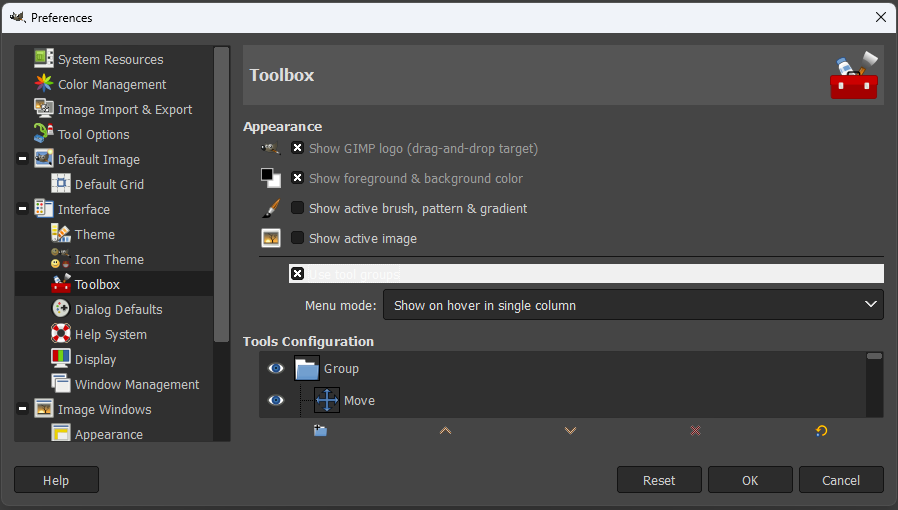 Preferences
System Resources
Color Management
Image Import & Export
Tool Options
Default Image
Default Grid
Interface
Theme
Icon Theme
Toolbox
Dialog Defaults
Help System
Display
Window Management
Image Windows
Appearance
Toolbox
Appearance
Show GIMP logo (drag-and-drop target)
Show foreground & background color
Show active brush, pattern & gradient
Show active image
Use tool groups
Menu mode: Show on hover in single column
Tools Configuration
Group
Move
Help Reset OK Cancel